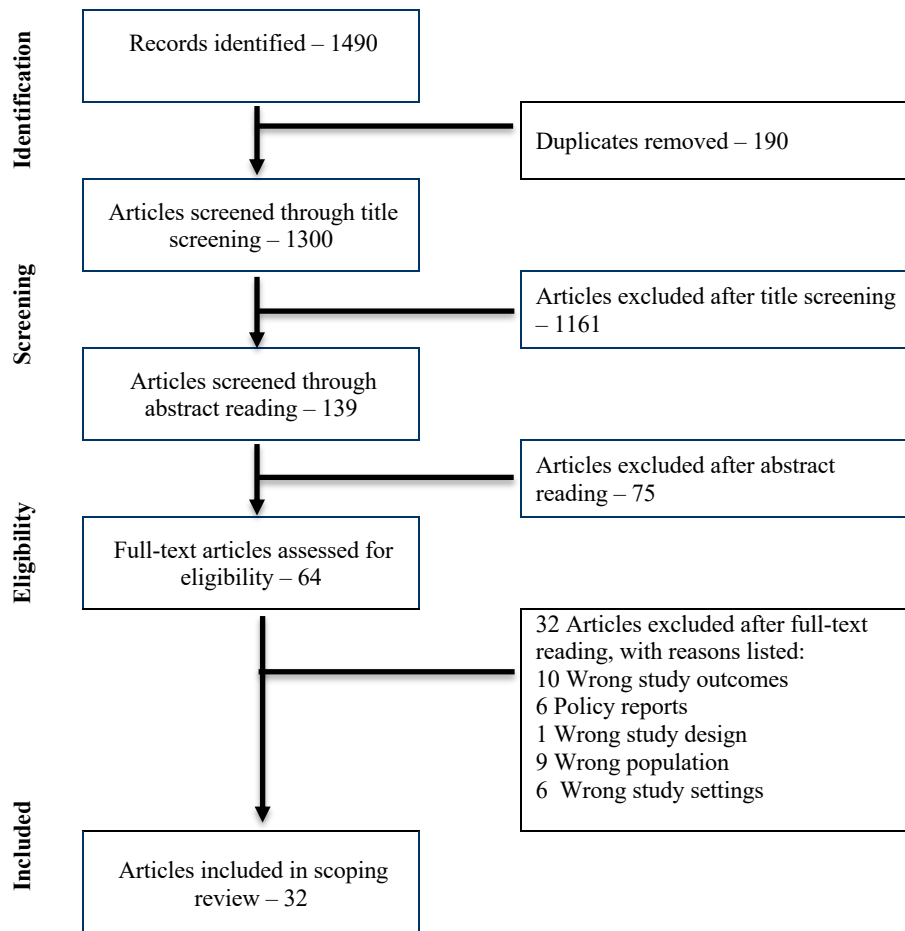 Identification
Records identified – 1490
Duplicates removed – 190
Articles screened through title
screening – 1300
Screening
Articles excluded after title screening
– 1161
Articles screened through
abstract reading – 139
Articles excluded after abstract
reading – 75
Eligibility
Full-text articles assessed for
eligibility – 64
32 Articles excluded after full-text
reading, with reasons listed:
10 Wrong study outcomes
6 Policy reports
1 Wrong study design
9 Wrong population
6  Wrong study settings
Included
Articles included in scoping
review – 32